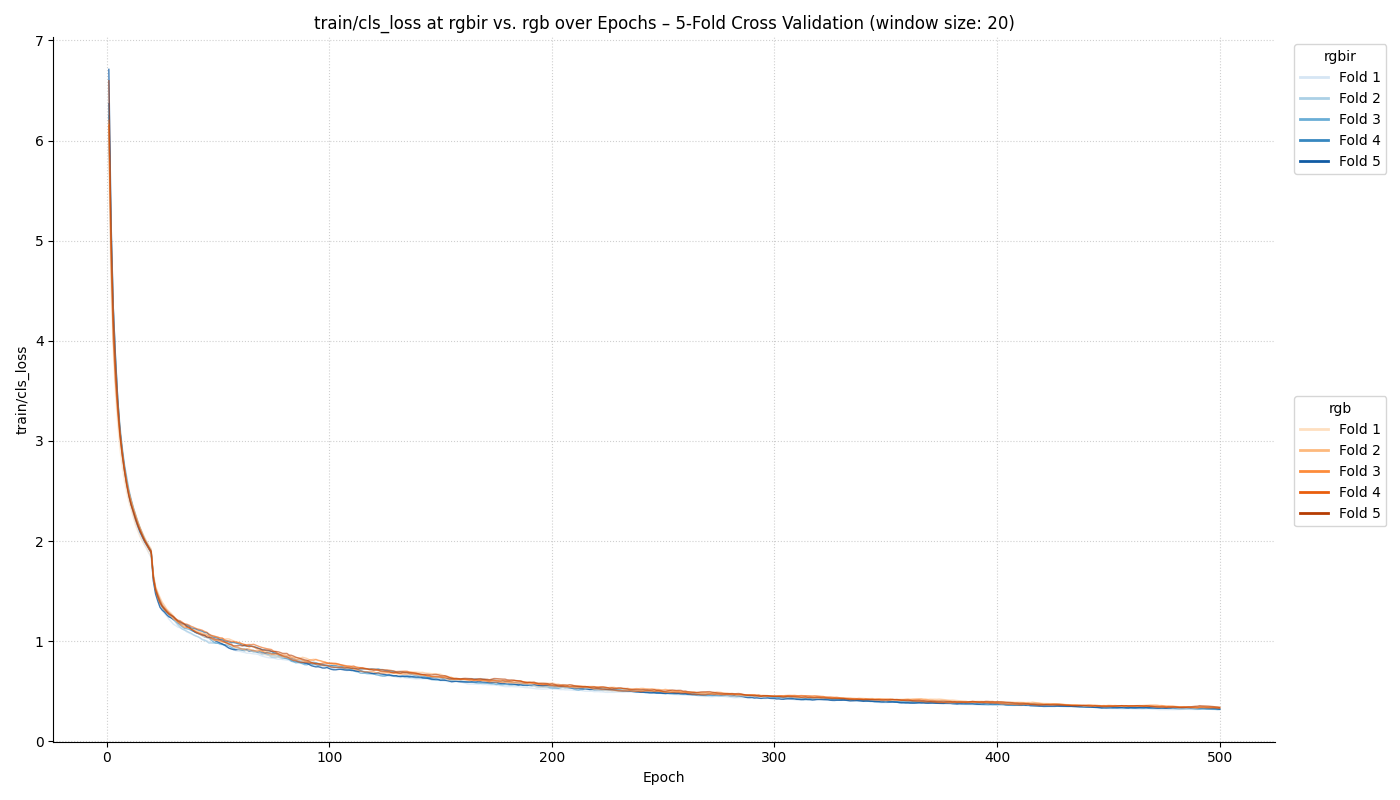 train/cls_loss at rgbir vs. rgb over Epochs – 5-Fold Cross Validation (window size: 20)
7
6
5
4
3
2
1
0
train/cls_loss
0 100 200 300 400 500
Epoch
rgbir
Fold 1
Fold 2
Fold 3
Fold 4
Fold 5
rgb
Fold 1
Fold 2
Fold 3
Fold 4
Fold 5